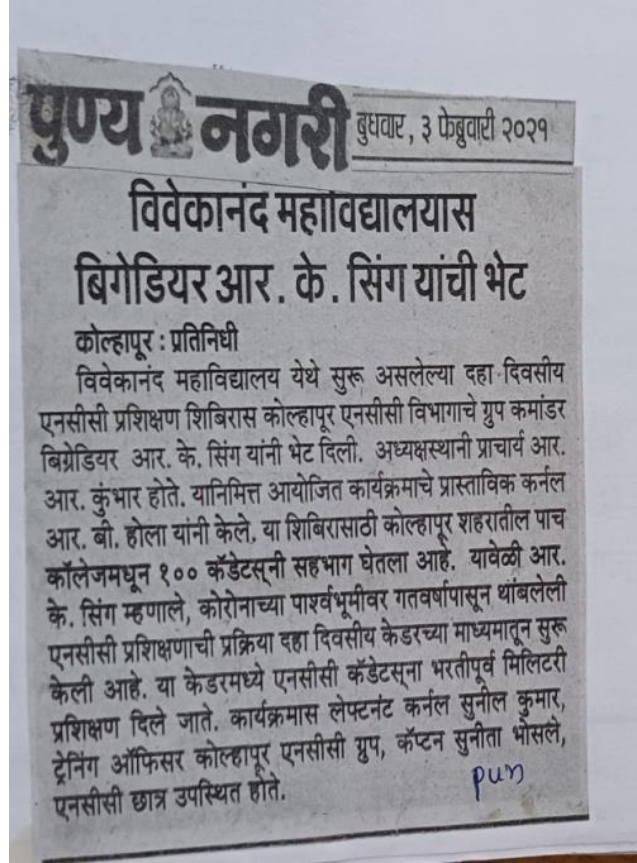 पुण्य नगरी
बुधवार, ३ फेब्रुवारी २०२१
विवेकानंद महाविद्यालयास
बिगेडियर आर. के. सिंग यांची भेट
कोल्हापूर : प्रतिनिधी
विवेकानंद महाविद्यालय येथे सुरू असलेल्या दहा दिवसीय
एनसीसी प्रशिक्षण शिबिरास कोल्हापूर एनसीसी विभागाचे ग्रुप कमांडर
बिग्रेडियर आर. के. सिंग यांनी भेट दिली. अध्यक्षस्थानी प्राचार्य आर.
आर. कुंभार होते. यानिमित्त आयोजित कार्यक्रमाचे प्रास्ताविक कर्नल
आर. बी. होला यांनी केले. या शिबिरासाठी कोल्हापूर शहरातील पाच
कॉलेजमधून १०० कॅडेटस्‌नी सहभाग घेतला आहे. यावेळी आर.
के. सिंग म्हणाले, कोरोनाच्या पार्श्वभूमीवर गतवर्षापासून थांबलेली
एनसीसी प्रशिक्षणाची प्रक्रिया दहा दिवसीय केडरच्या माध्यमातून सुरू
केली आहे. या केडरमध्ये एनसीसी कॅडेटस्‌ना भरतीपूर्व मिलिटरी
प्रशिक्षण दिले जाते. कार्यक्रमास लेफ्टनंट कर्नल सुनील कुमार,
ट्रेनिंग ऑफिसर कोल्हापूर एनसीसी ग्रुप, कॅप्टन सुनीता भोसले,
एनसीसी छात्र उपस्थित होते.